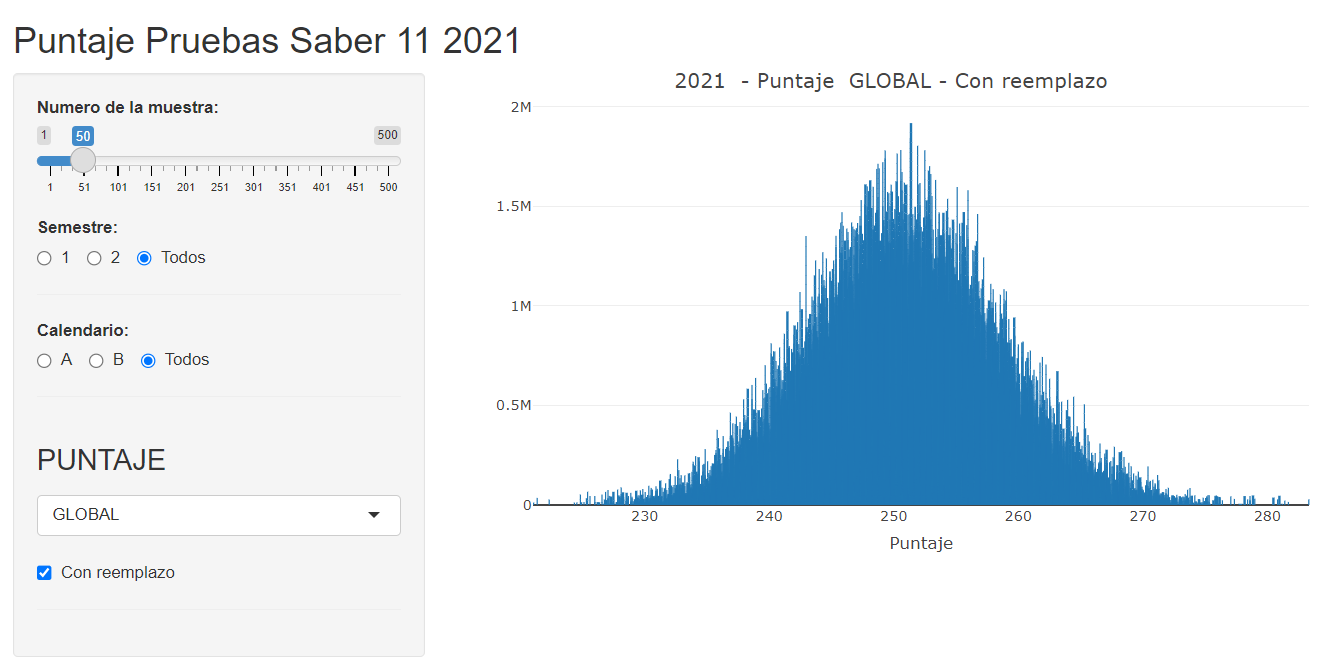 Puntaje Pruebas Saber 11 2021
Numero de la muestra:
1 50 500
1 51 101 151 201 251 301 351 401 451 500
Semestre:
1 2 Todos
Calendario:
A B Todos
PUNTAJE
GLOBAL
Con reemplazo
2021 - Puntaje GLOBAL - Con reemplazo
2M
1.5M
1M
0.5M
0
230 240 250 260 270 280
Puntaje